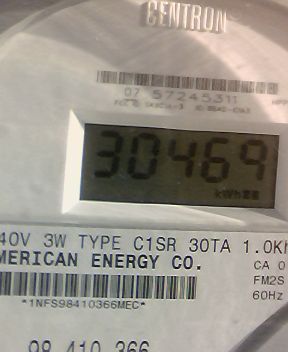 CENTRON
07 57245311
30469
kWh
40V 3W TYPE C1SR 30TA 1.0Kh
MERICAN ENERGY CO.
CA 0
FM2S
60Hz
*1NFS98410366MEC*
98 410 366